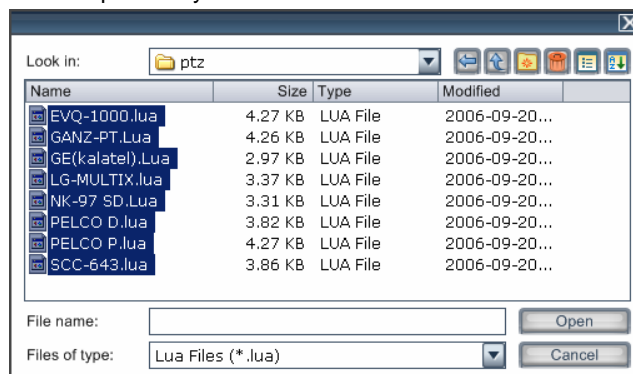 Look in: ptz
Name Size Type Modified
EVQ-1000.lua 4.27 KB LUA File 2006-09-20...
GANZ-PT.Lua 4.26 KB LUA File 2006-09-20...
GE(kalatel).Lua 2.97 KB LUA File 2006-09-20...
LG-MULTIX.lua 3.37 KB LUA File 2006-09-20...
NK-97 SD.Lua 3.31 KB LUA File 2006-09-20...
PELCO D.lua 3.82 KB LUA File 2006-09-20...
PELCO P.lua 4.27 KB LUA File 2006-09-20...
SCC-643.lua 3.86 KB LUA File 2006-09-20...
File name: Open
Files of type: Lua Files (*.lua) Cancel